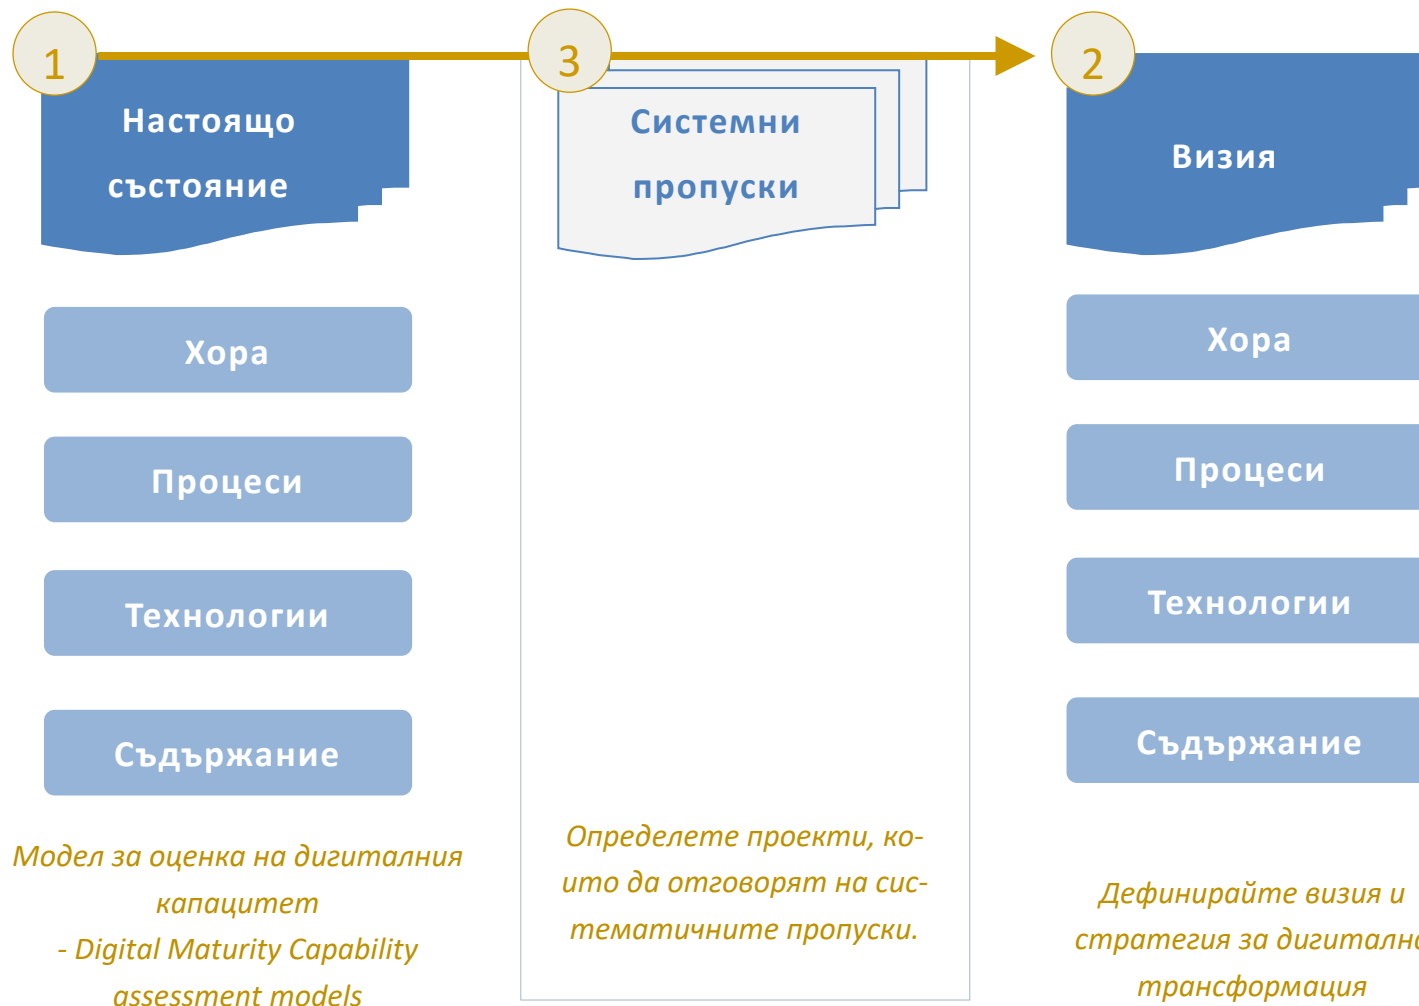 1
Настоящо
състояние
Хора
Процеси
Технологии
Съдържание
Модел за оценка на дигиталния
капацитет
- Digital Maturity Capability
assessment models
3
Системни
пропуски
Определете проекти, ко-
ито да отговорят на сис-
тематичните пропуски.
2
Визия
Хора
Процеси
Технологии
Съдържание
Дефинирайте визия и
стратегия за дигитална
трансформация